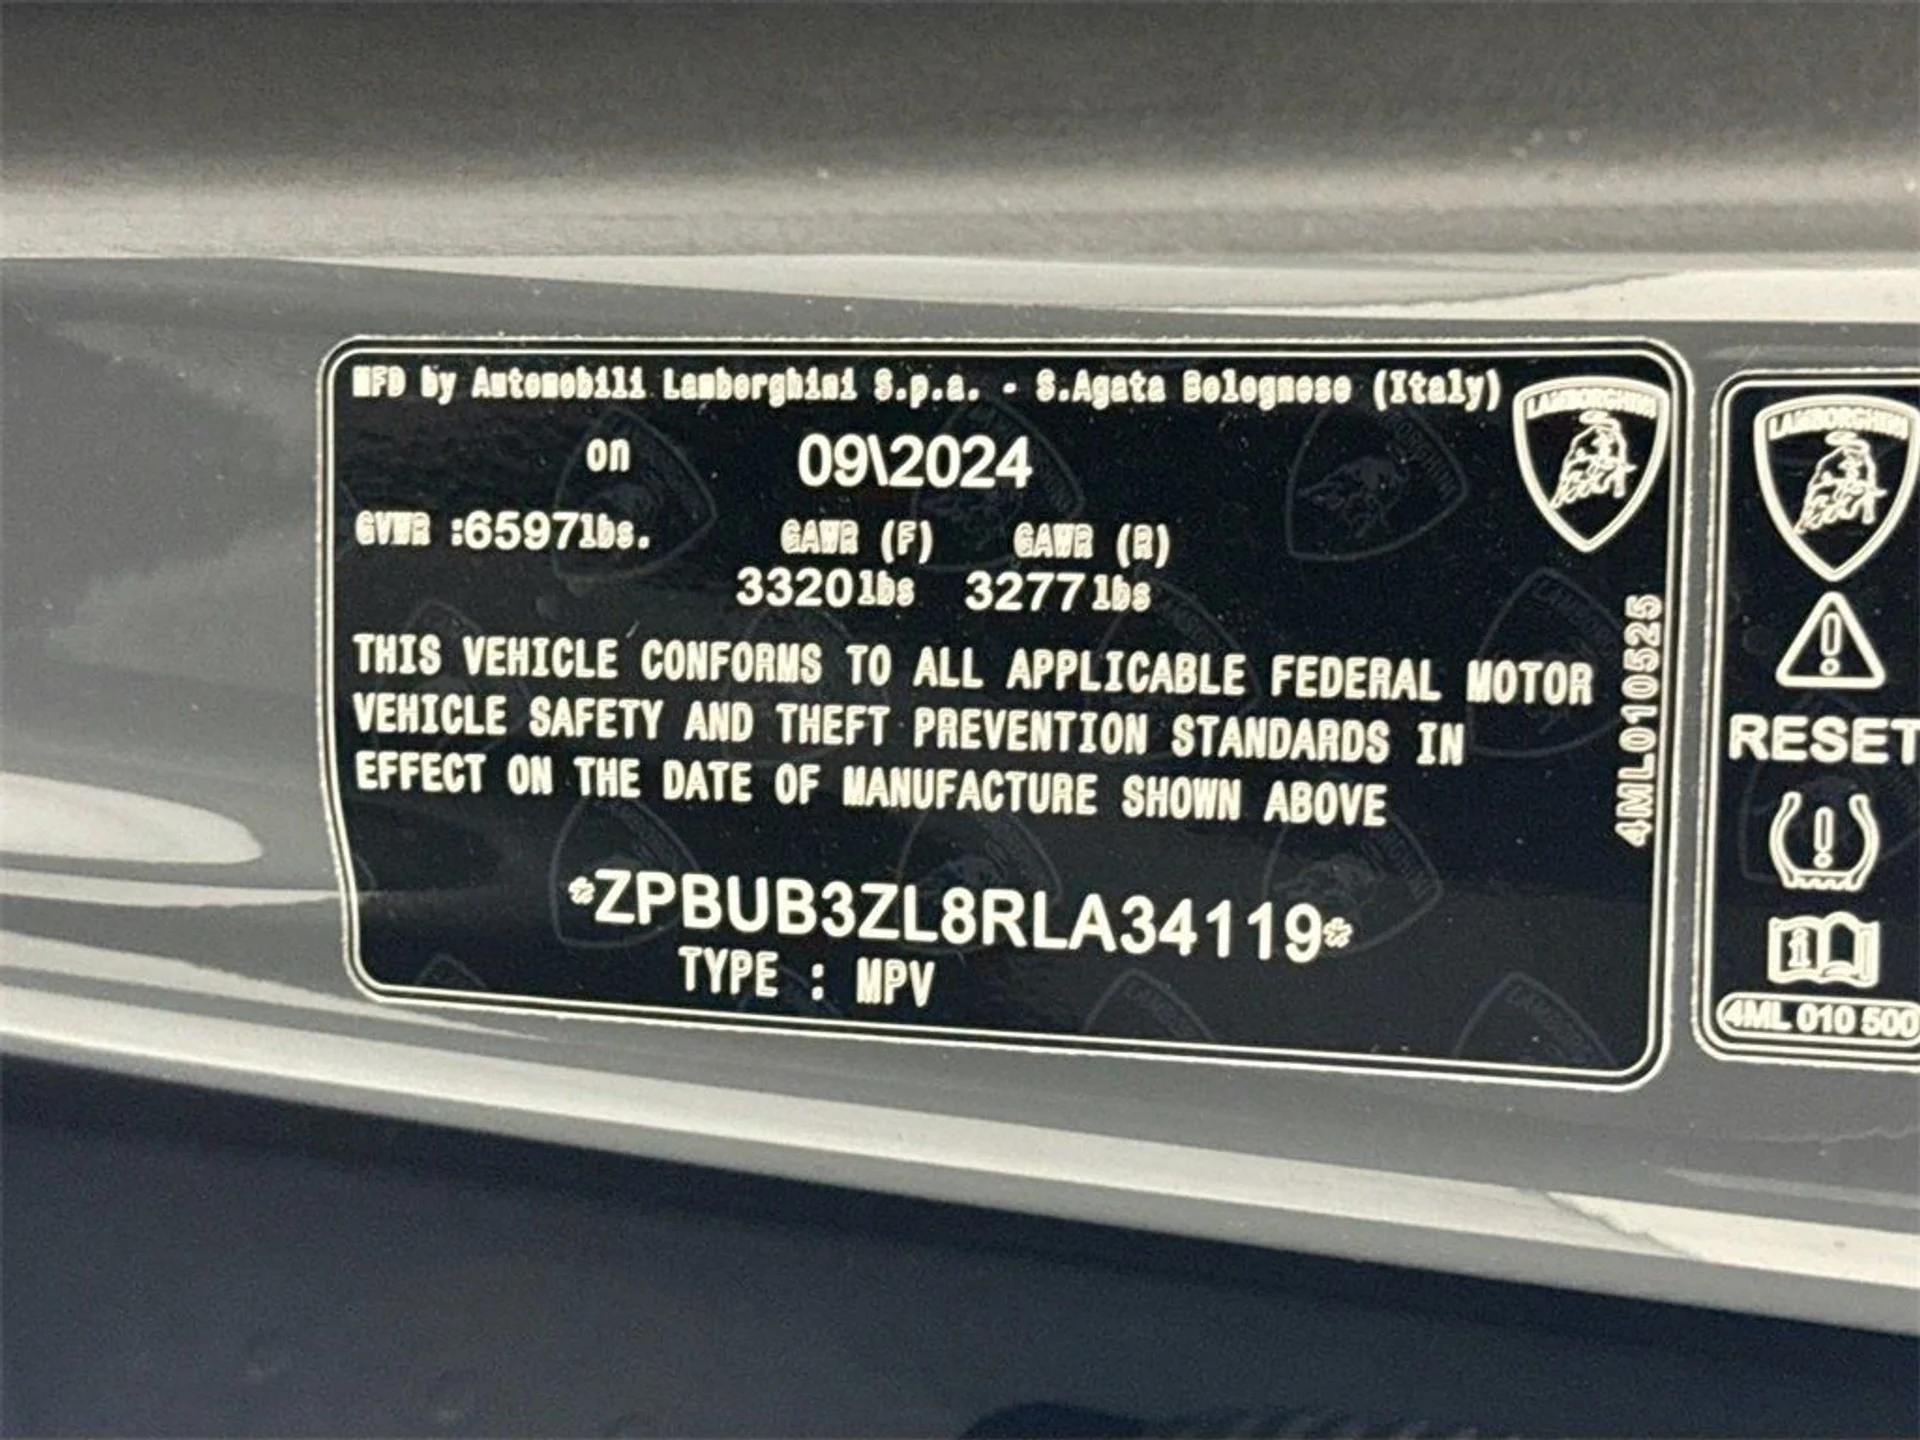 MFD by Automobili Lamborghini S.p.a. - S.Agata Bolognese (Italy)
on 09\2024
GVWR :6597lbs. GAWR (F) GAWR (R)
3320lbs 3277lbs
THIS VEHICLE CONFORMS TO ALL APPLICABLE FEDERAL MOTOR
VEHICLE SAFETY AND THEFT PREVENTION STANDARDS IN
EFFECT ON THE DATE OF MANUFACTURE SHOWN ABOVE
*ZPBUB3ZL8RLA34119*
TYPE : MPV
LAMBORGHINI
4ML010525
LAMBORGHINI
RESET
4ML 010 500